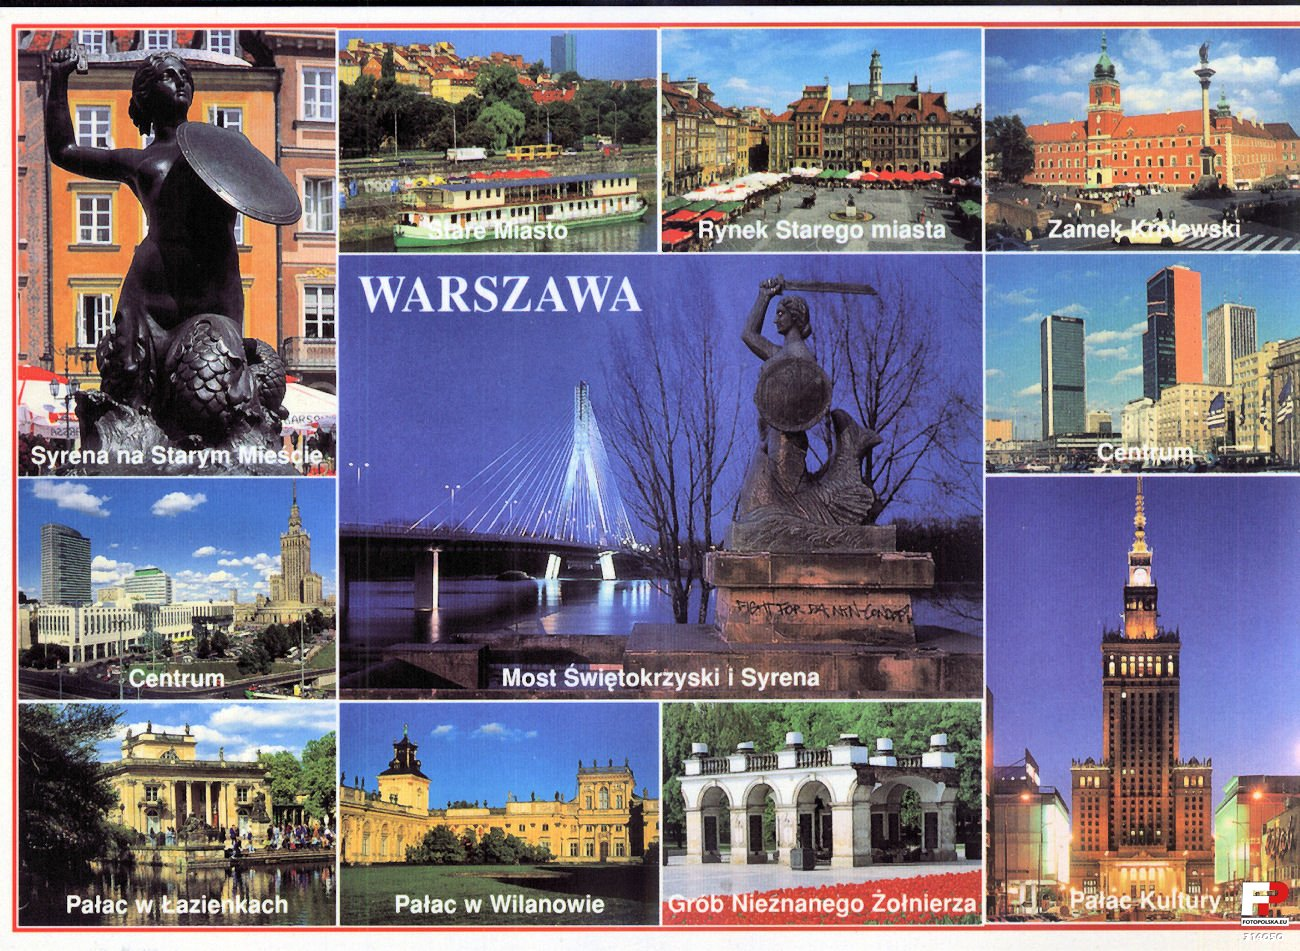 Stare Miasto
Rynek Starego miasta
Zamek Królewski
WARSZAWA
Syrena na Starym Mieście
Centrum
Centrum
Most Świętokrzyski i Syrena
Pałac w Łazienkach
Pałac w Wilanowie
Grób Nieznanego Żołnierza
Pałac Kultury
FP
FOTOPOLSKA.EU